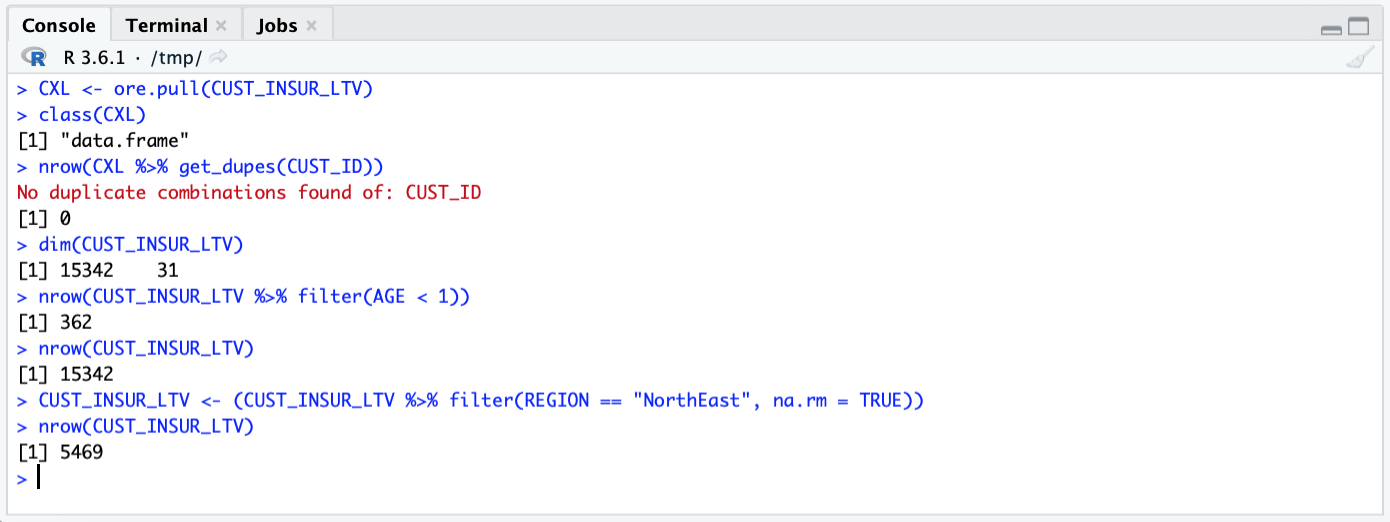 Console Terminal × Jobs ×
R R 3.6.1 · /tmp/
> CXL <- ore.pull(CUST_INSUR_LTV)
> class(CXL)
[1] "data.frame"
> nrow(CXL %>% get_dupes(CUST_ID))
No duplicate combinations found of: CUST_ID
[1] 0
> dim(CUST_INSUR_LTV)
[1] 15342    31
> nrow(CUST_INSUR_LTV %>% filter(AGE < 1))
[1] 362
> nrow(CUST_INSUR_LTV)
[1] 15342
> CUST_INSUR_LTV <- (CUST_INSUR_LTV %>% filter(REGION == "NorthEast", na.rm = TRUE))
> nrow(CUST_INSUR_LTV)
[1] 5469
>